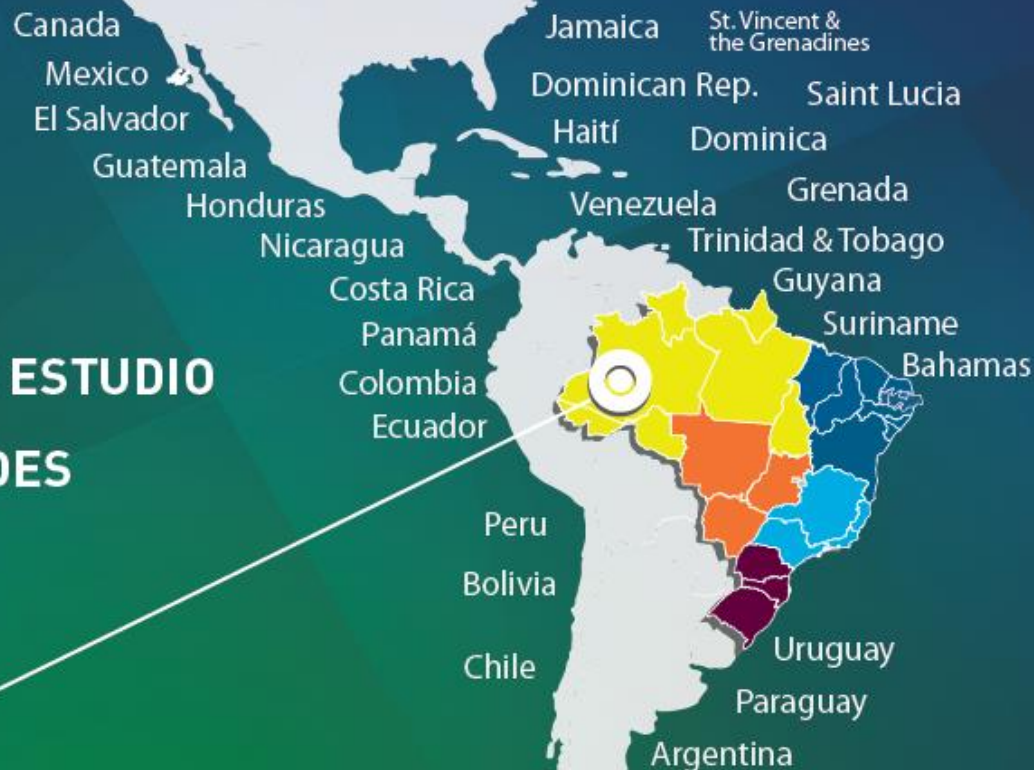 Canada
Mexico
El Salvador
Guatemala
Honduras
Nicaragua
Costa Rica
Panamá
Colombia
Ecuador
Peru
Bolivia
Chile
Jamaica
St. Vincent &
the Grenadines
Dominican Rep.
Saint Lucia
Haití
Dominica
Grenada
Venezuela
Trinidad & Tobago
Guyana
Suriname
Bahamas
Uruguay
Paraguay
Argentina
ESTUDIO
DES